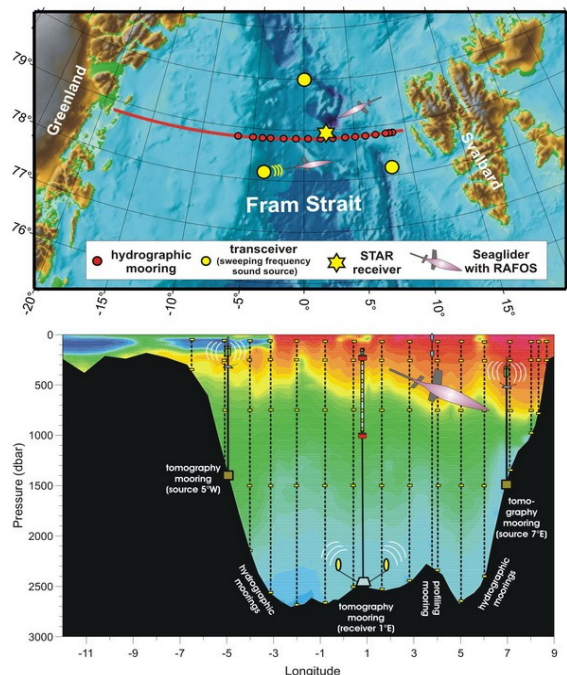 79°
78°
77°
76°
Greenland
Svalbard
Fram Strait
hydrographic
mooring
transceiver
(sweeping frequency
sound source)
STAR
receiver
Seaglider
with RAFOS
-20° -15° -10° -5° 0° 5° 10° 15°
Pressure (dbar)
0
500
1000
1500
2000
2500
3000
tomography
mooring
(source 5°W)
hydrographic
moorings
tomography
mooring
(receiver 1°E)
profiling
mooring
hydrographic
moorings
tomo-
graphy
mooring
(source 7°E)
-11 -9 -7 -5 -3 -1 1 3 5 7 9
Longitude